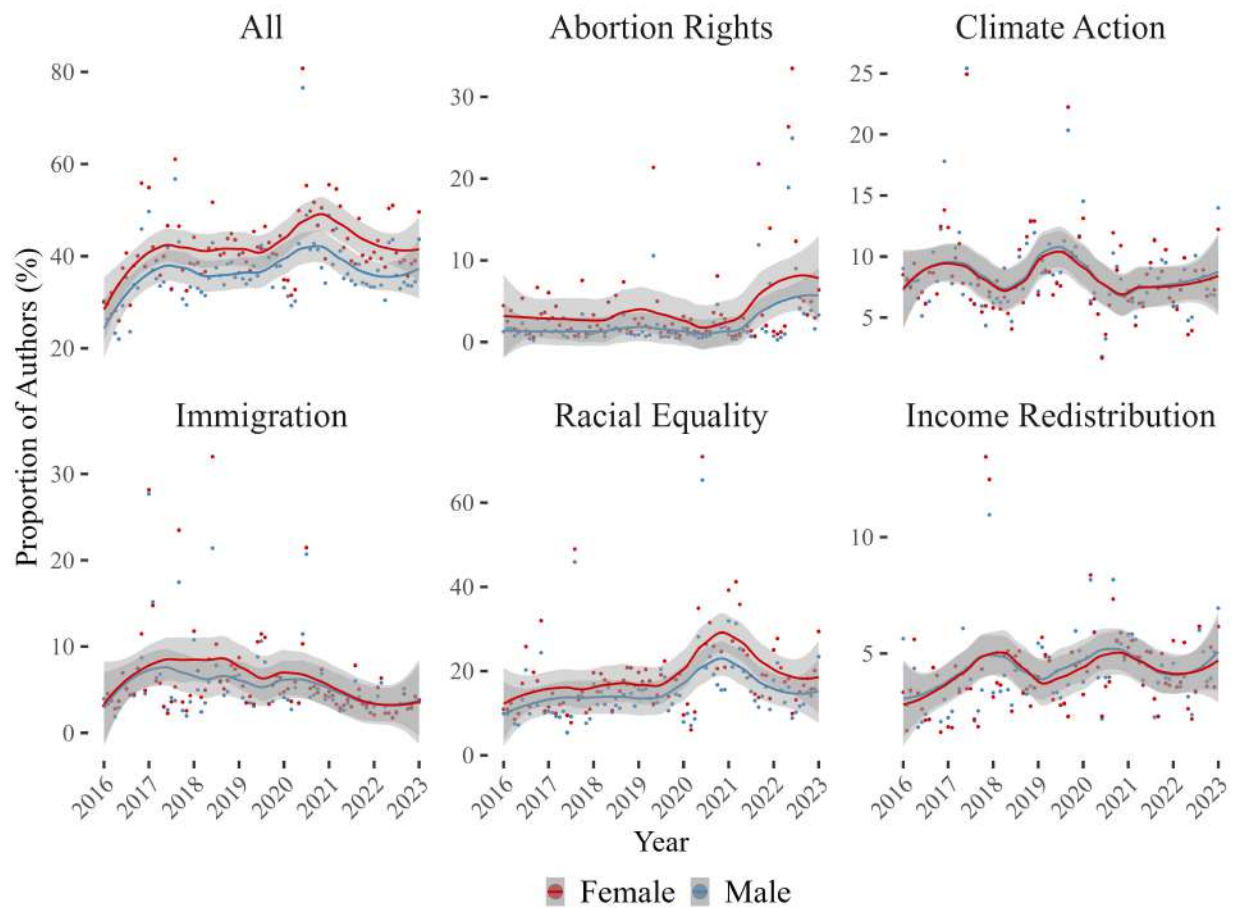 All Abortion Rights Climate Action
80
60
40
20
30
20
10
0
25
20
15
10
5
Proportion of Authors (%)
Immigration Racial Equality Income Redistribution
30
20
10
0
60
40
20
0
10
5
2016 2017 2018 2019 2020 2021 2022 2023
2016 2017 2018 2019 2020 2021 2022 2023
2016 2017 2018 2019 2020 2021 2022 2023
Year
Female Male